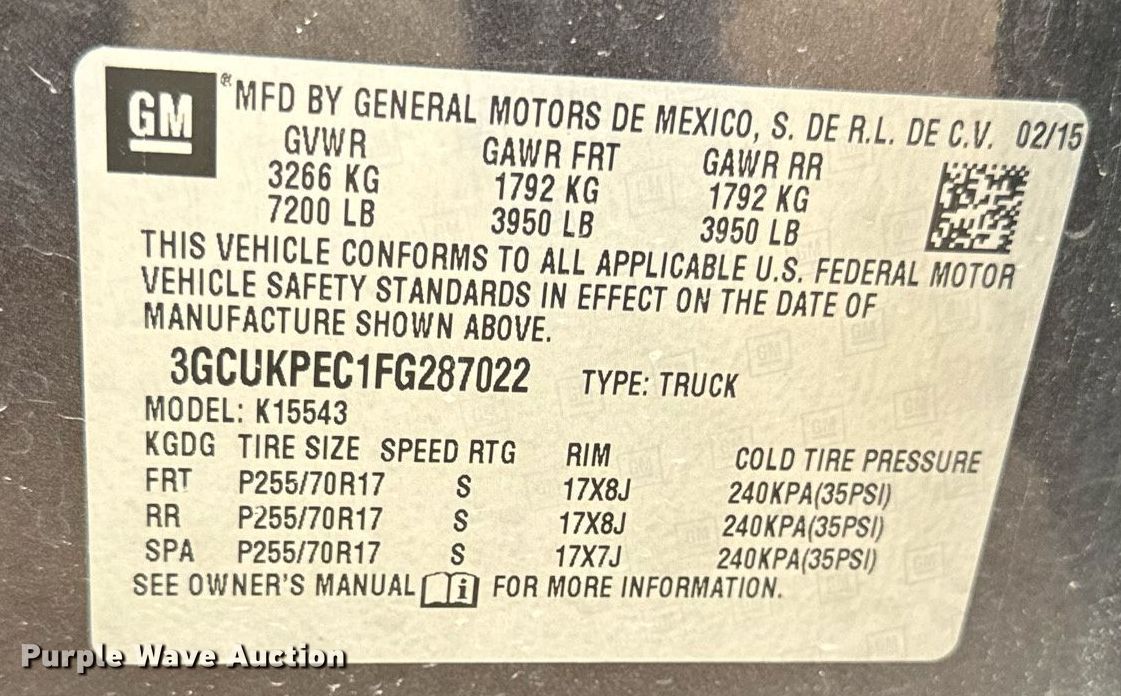 GM
® MFD BY GENERAL MOTORS DE MEXICO, S. DE R.L. DE C.V. 02/15
GVWR GAWR FRT GAWR RR
3266 KG 1792 KG 1792 KG
7200 LB 3950 LB 3950 LB
THIS VEHICLE CONFORMS TO ALL APPLICABLE U.S. FEDERAL MOTOR
VEHICLE SAFETY STANDARDS IN EFFECT ON THE DATE OF
MANUFACTURE SHOWN ABOVE.
3GCUKPEC1FG287022 TYPE: TRUCK
MODEL: K15543
KGDG TIRE SIZE SPEED RTG RIM COLD TIRE PRESSURE
FRT P255/70R17 S 17X8J 240KPA(35PSI)
RR P255/70R17 S 17X8J 240KPA(35PSI)
SPA P255/70R17 S 17X7J 240KPA(35PSI)
SEE OWNER'S MANUAL i FOR MORE INFORMATION.
Purple Wave Auction